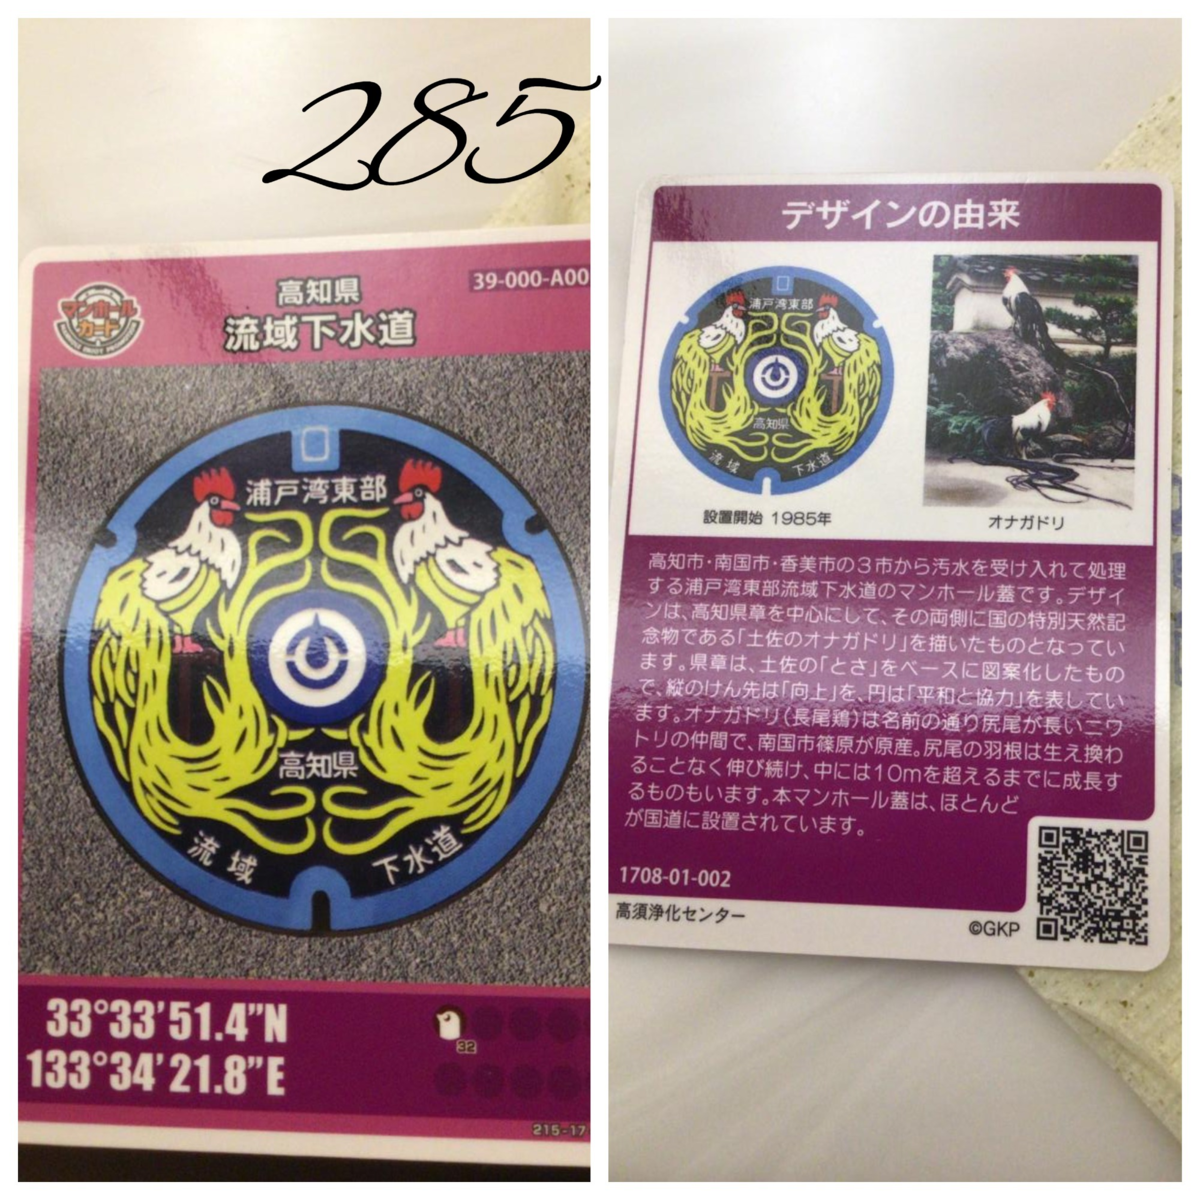 285
39-000-A00
マンホール
カード
高知県
流域下水道
浦戸湾東部
高知県
流域 下水道
33°33'51.4"N
133°34'21.8"E
32
215-17
デザインの由来
浦戸湾東部
高知県
流域 下水道
設置開始 1985年
オナガドリ
高知市・南国市・香美市の3市から汚水を受け入れて処理
する浦戸湾東部流域下水道のマンホール蓋です。デザイ
ンは、高知県章を中心にして、その両側に国の特別天然記
念物である「土佐のオナガドリ」を描いたものとなってい
ます。県章は、土佐の「とさ」をベースに図案化したもの
で、縦のけん先は「向上」を、円は「平和と協力」を表してい
ます。オナガドリ(長尾鶏)は名前の通り尻尾が長いニワ
トリの仲間で、南国市篠原が原産。尻尾の羽根は生え換わ
ることなく伸び続け、中には10mを超えるまでに成長す
るものもいます。本マンホール蓋は、ほとんど
が国道に設置されています。
1708-01-002
高須浄化センター
©GKP